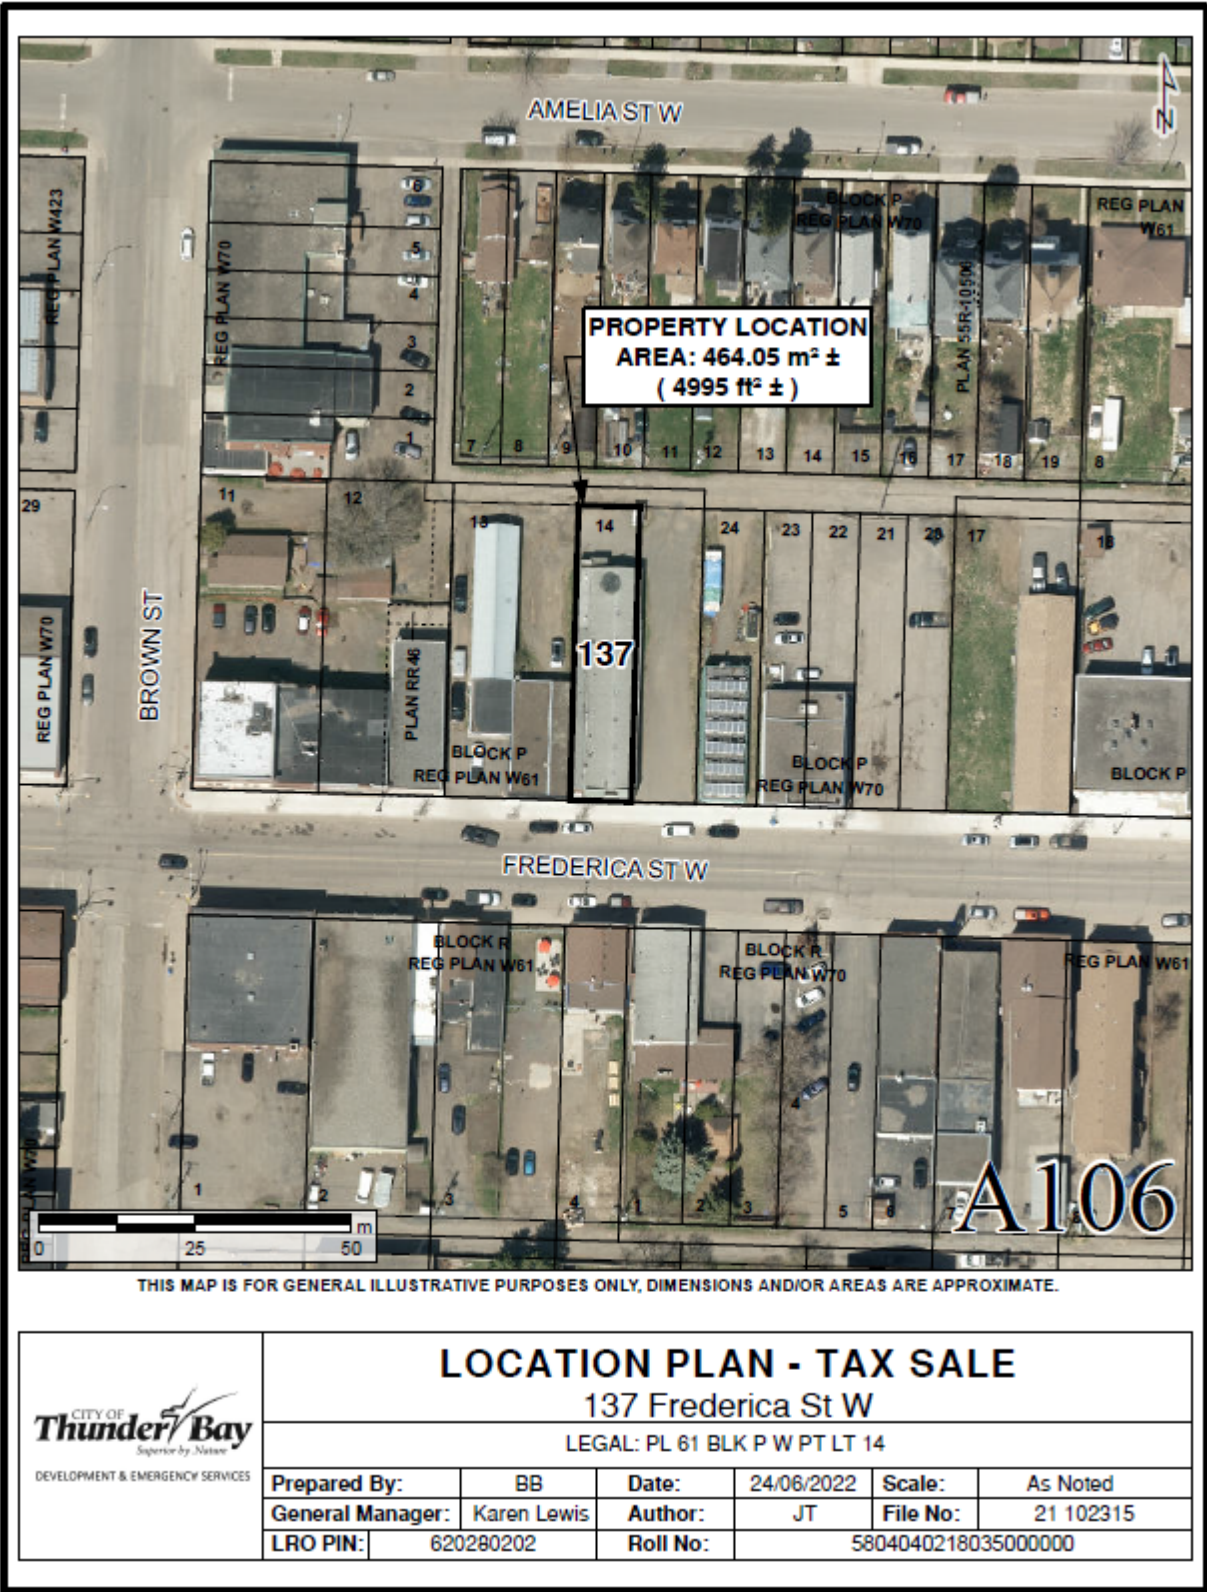 AMELIA ST W
N
REG PLAN W423
REG PLAN W70
6
5
4
3
2
1
BLOCK P
REG PLAN W70
REG PLAN
W61
PLAN 55R-10506
PROPERTY LOCATION
AREA: 464.05 m² ±
( 4995 ft² ± )
7
8
9
10
11
12
13
14
15
16
17
18
19
8
29
11
12
13
14
24
23
22
21
20
17
18
BROWN ST
REG PLAN W70
PLAN RR46
137
BLOCK P
REG PLAN W61
BLOCK P
REG PLAN W70
BLOCK P
FREDERICA ST W
BLOCK R
REG PLAN W61
BLOCK R
REG PLAN W70
REG PLAN W61
4
1
2
3
4
1
2
3
5
6
7
8
A106
0 25 50 m
THIS MAP IS FOR GENERAL ILLUSTRATIVE PURPOSES ONLY, DIMENSIONS AND/OR AREAS ARE APPROXIMATE.
CITY OF
Thunder Bay
Superior by Nature
DEVELOPMENT & EMERGENCY SERVICES
LOCATION PLAN - TAX SALE
137 Frederica St W
LEGAL: PL 61 BLK P W PT LT 14
Prepared By: BB Date: 24/06/2022 Scale: As Noted
General Manager: Karen Lewis Author: JT File No: 21 102315
LRO PIN: 620280202 Roll No: 5804040218035000000